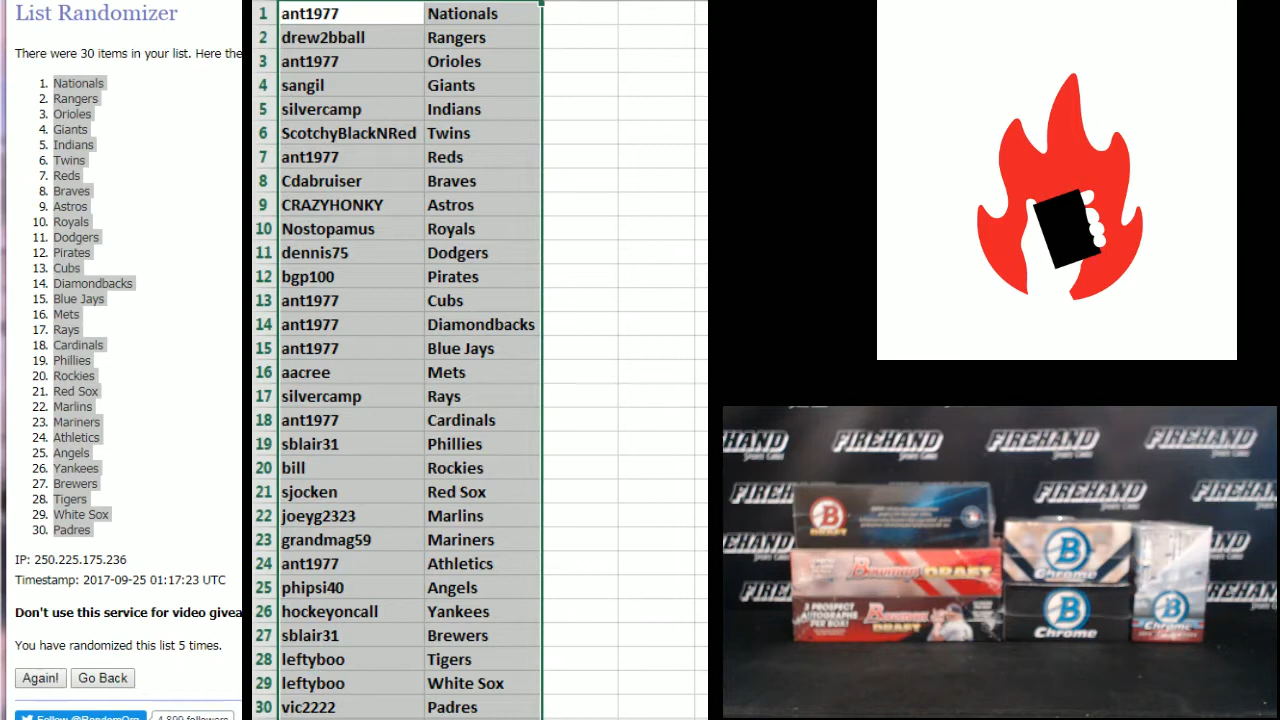 List Randomizer
There were 30 items in your list. Here the
1. Nationals
2. Rangers
3. Orioles
4. Giants
5. Indians
6. Twins
7. Reds
8. Braves
9. Astros
10. Royals
11. Dodgers
12. Pirates
13. Cubs
14. Diamondbacks
15. Blue Jays
16. Mets
17. Rays
18. Cardinals
19. Phillies
20. Rockies
21. Red Sox
22. Marlins
23. Mariners
24. Athletics
25. Angels
26. Yankees
27. Brewers
28. Tigers
29. White Sox
30. Padres
IP: 250.225.175.236
Timestamp: 2017-09-25 01:17:23 UTC
Don't use this service for video givea
You have randomized this list 5 times.
Again! Go Back
Follow @RandomOrg 4,899 followers
1 ant1977 Nationals
2 drew2bball Rangers
3 ant1977 Orioles
4 sangil Giants
5 silvercamp Indians
6 ScotchyBlackNRed Twins
7 ant1977 Reds
8 Cdabruiser Braves
9 CRAZYHONKY Astros
10 Nostopamus Royals
11 dennis75 Dodgers
12 bgp100 Pirates
13 ant1977 Cubs
14 ant1977 Diamondbacks
15 ant1977 Blue Jays
16 aacree Mets
17 silvercamp Rays
18 ant1977 Cardinals
19 sblair31 Phillies
20 bill Rockies
21 sjocken Red Sox
22 joeyg2323 Marlins
23 grandmag59 Mariners
24 ant1977 Athletics
25 phipsi40 Angels
26 hockeyoncall Yankees
27 sblair31 Brewers
28 leftyboo Tigers
29 leftyboo White Sox
30 vic2222 Padres
FIREHAND
FIREHAND
FIREHAND
B
BOWMAN DRAFT
3 PROSPECT
AUTOGRAPHS
PER BOX!
BOWMAN
DRAFT
B
Chrome
B
Chrome
B